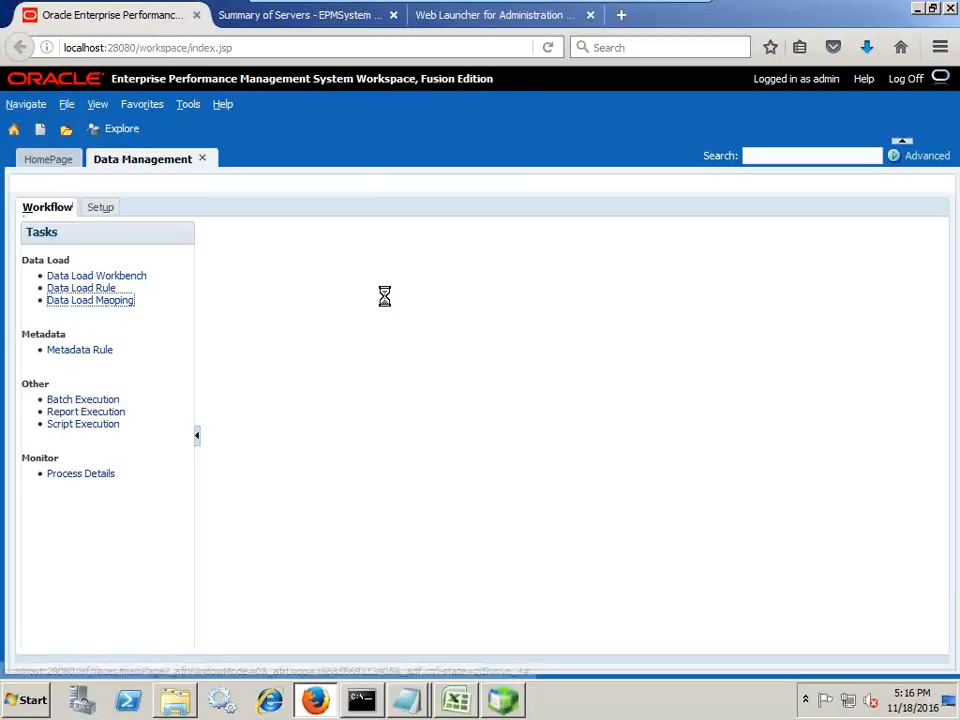 Oracle Enterprise Performanc...
Summary of Servers - EPMSystem ...
Web Launcher for Administration ...
localhost:28080/workspace/index.jsp
Search
ORACLE
Enterprise Performance Management System Workspace, Fusion Edition
Logged in as admin
Help
Log Off
Navigate
File
View
Favorites
Tools
Help
Explore
HomePage
Data Management
Search:
Advanced
Workflow
Setup
Tasks
Data Load
Data Load Workbench
Data Load Rule
Data Load Mapping
Metadata
Metadata Rule
Other
Batch Execution
Report Execution
Script Execution
Monitor
Process Details
Start
5:16 PM
11/18/2016